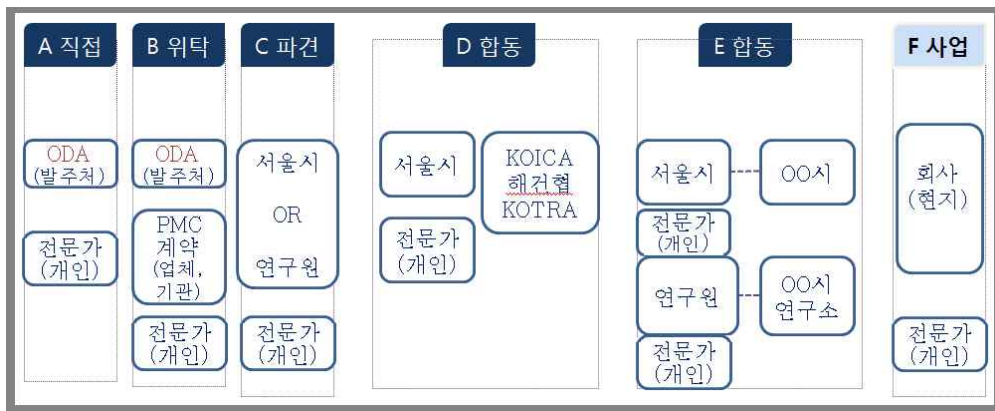 A 직접
ODA
(발주처)
전문가
(개인)
B 위탁
ODA
(발주처)
PMC
계약
(업체,
기관)
전문가
(개인)
C 파견
서울시
OR
연구원
전문가
(개인)
D 합동
서울시
전문가
(개인)
KOICA
해건협
KOTRA
E 합동
서울시
OO시
전문가
(개인)
연구원
OO시
연구소
전문가
(개인)
F 사업
회사
(현지)
전문가
(개인)